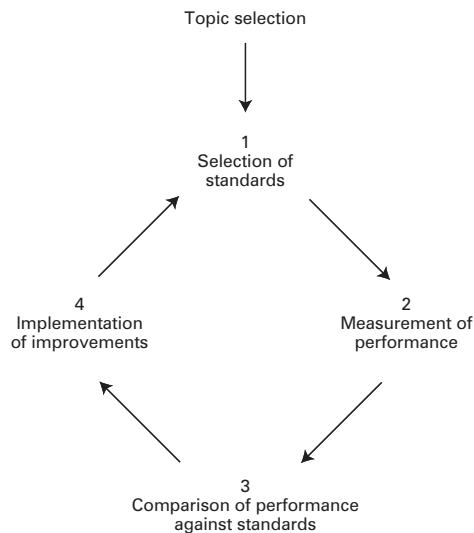 Topic selection
1
Selection of
standards
2
Measurement of
performance
3
Comparison of performance
against standards
4
Implementation
of improvements